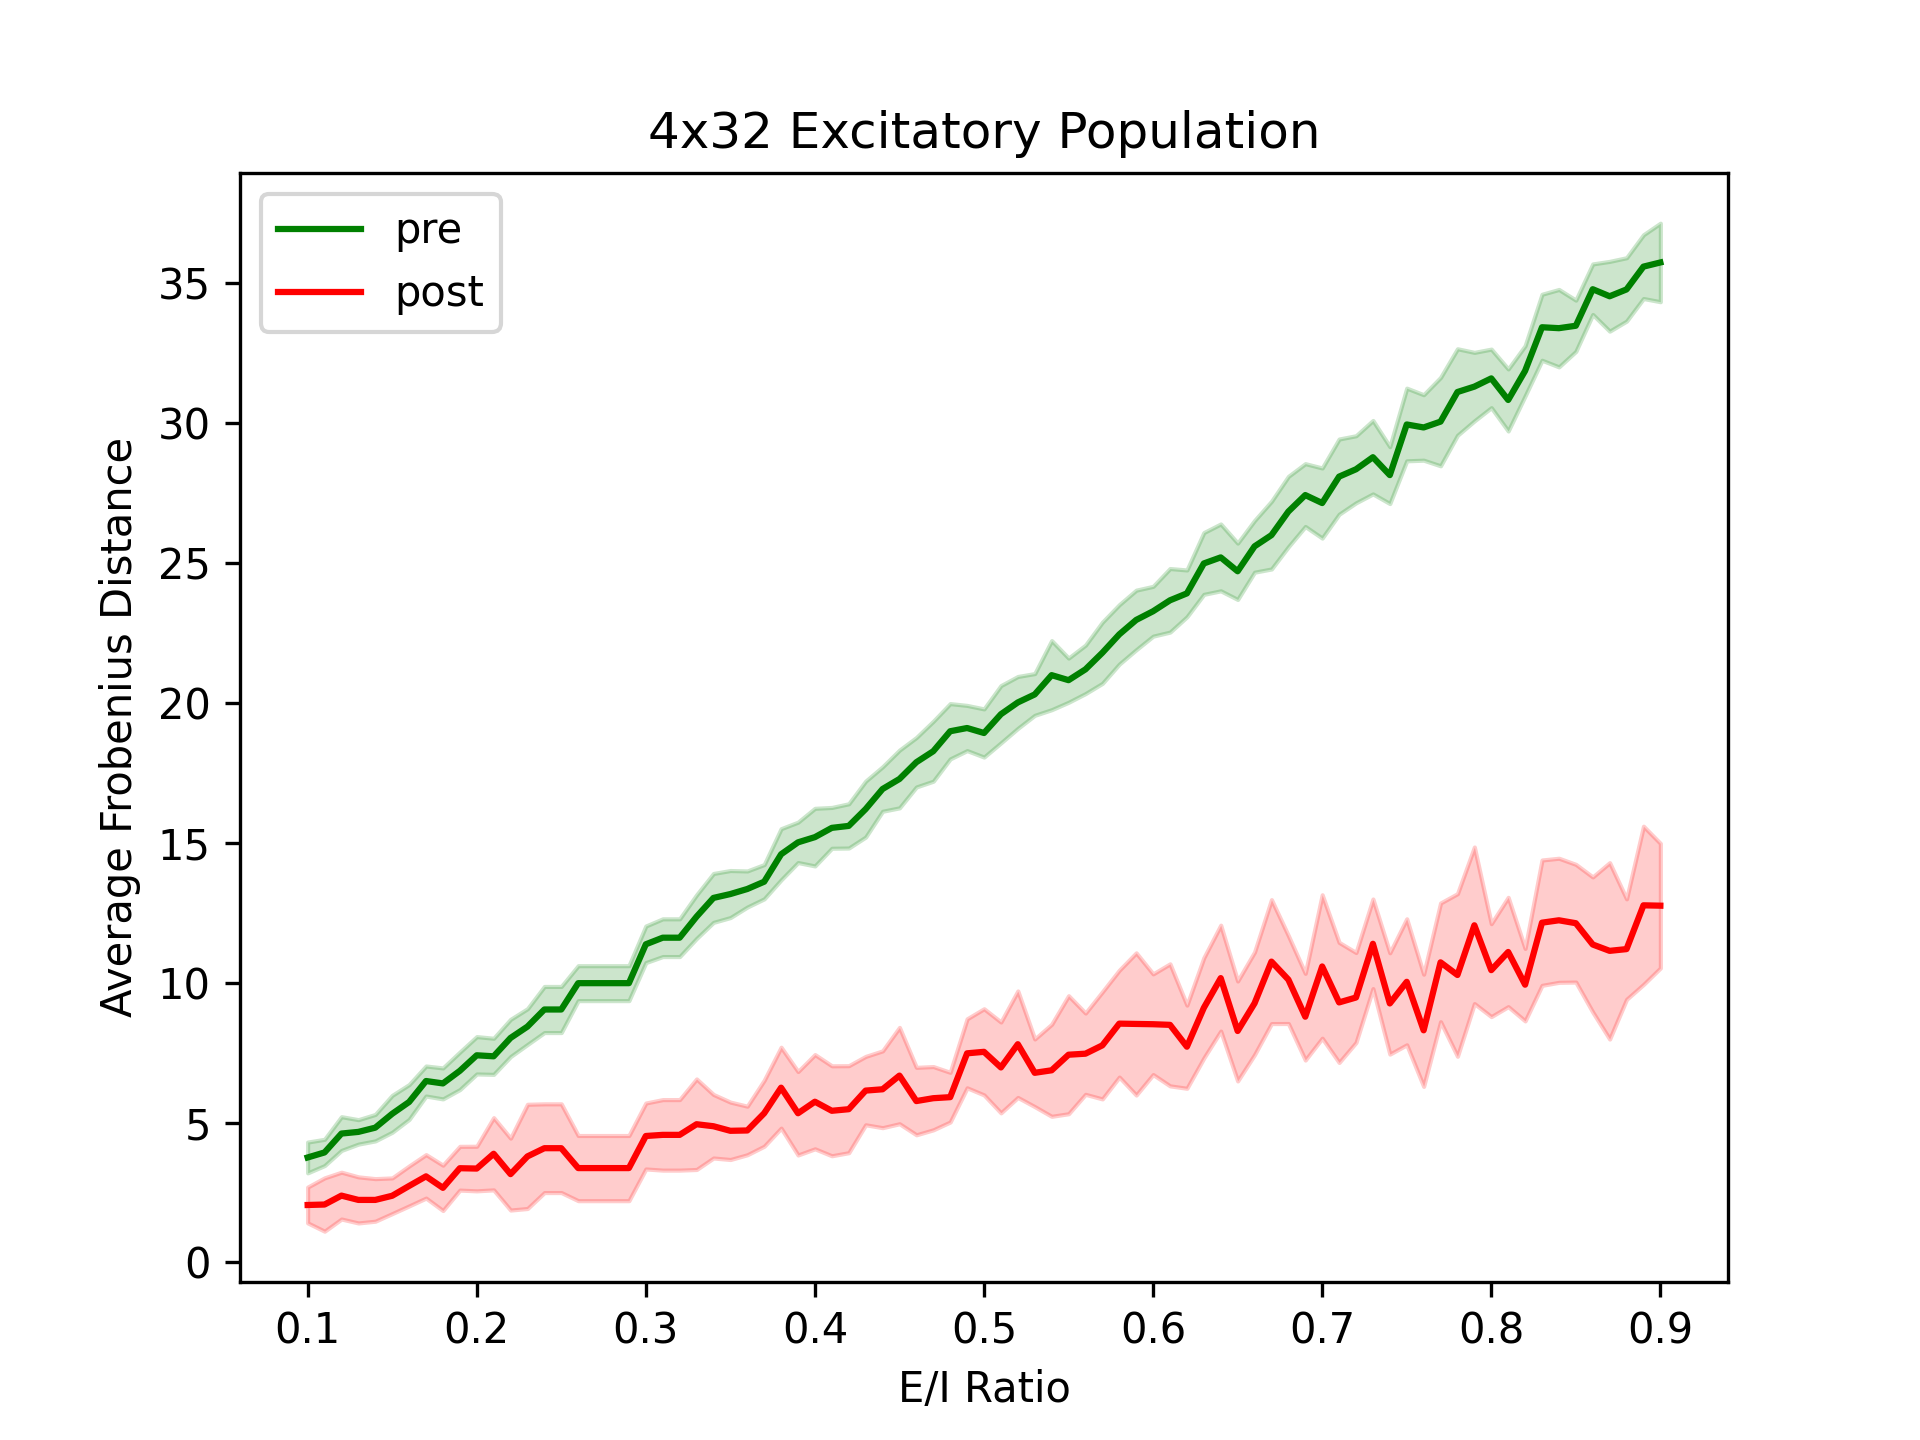 4x32 Excitatory Population
pre
post
Average Frobenius Distance
35
30
25
20
15
10
5
0
0.1 0.2 0.3 0.4 0.5 0.6 0.7 0.8 0.9
E/I Ratio